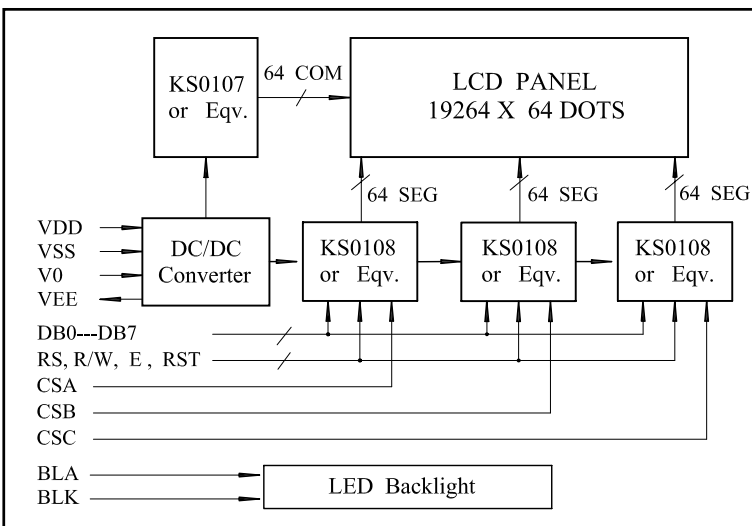 KS0107
or Eqv.
64 COM
LCD PANEL
19264 X 64 DOTS
64 SEG
64 SEG
64 SEG
VDD
VSS
V0
VEE
DC/DC
Converter
KS0108
or Eqv.
KS0108
or Eqv.
KS0108
or Eqv.
DB0---DB7
RS, R/W, E , RST
CSA
CSB
CSC
BLA
BLK
LED Backlight